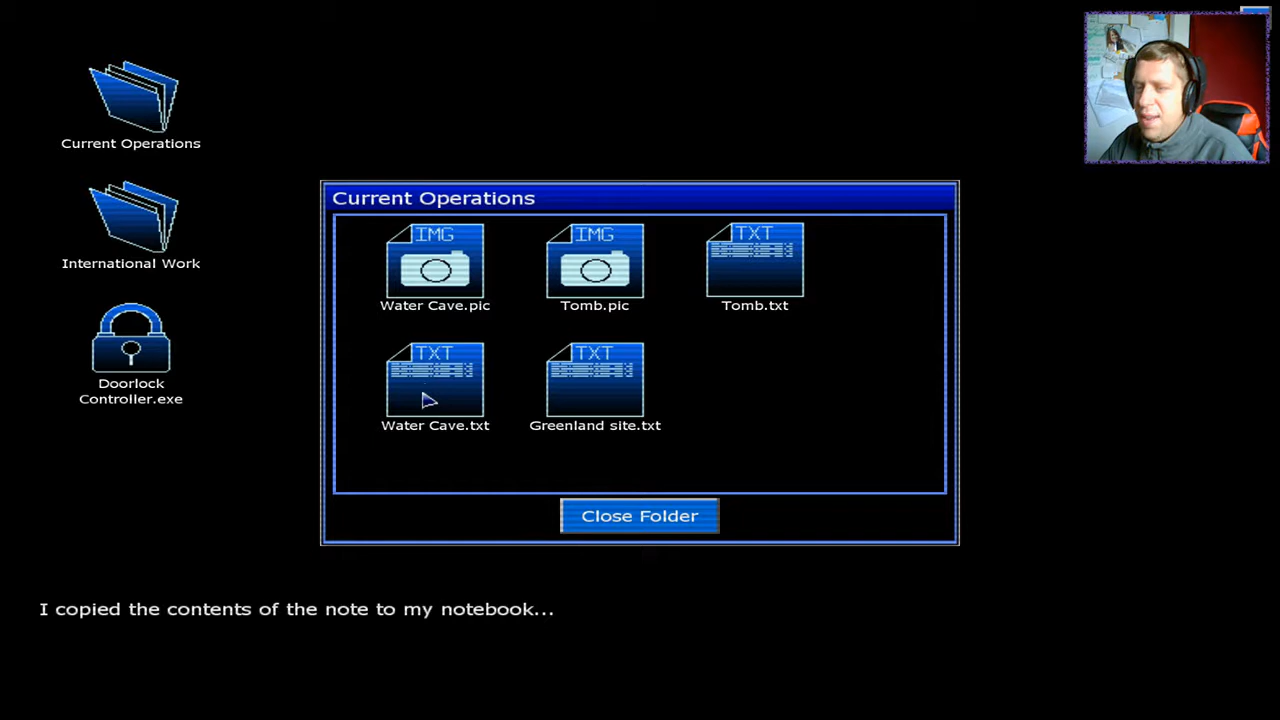 Current Operations
International Work
Doorlock
Controller.exe
Current Operations
IMG
Water Cave.pic
IMG
Tomb.pic
TXT
Tomb.txt
TXT
Water Cave.txt
TXT
Greenland site.txt
Close Folder
I copied the contents of the note to my notebook...